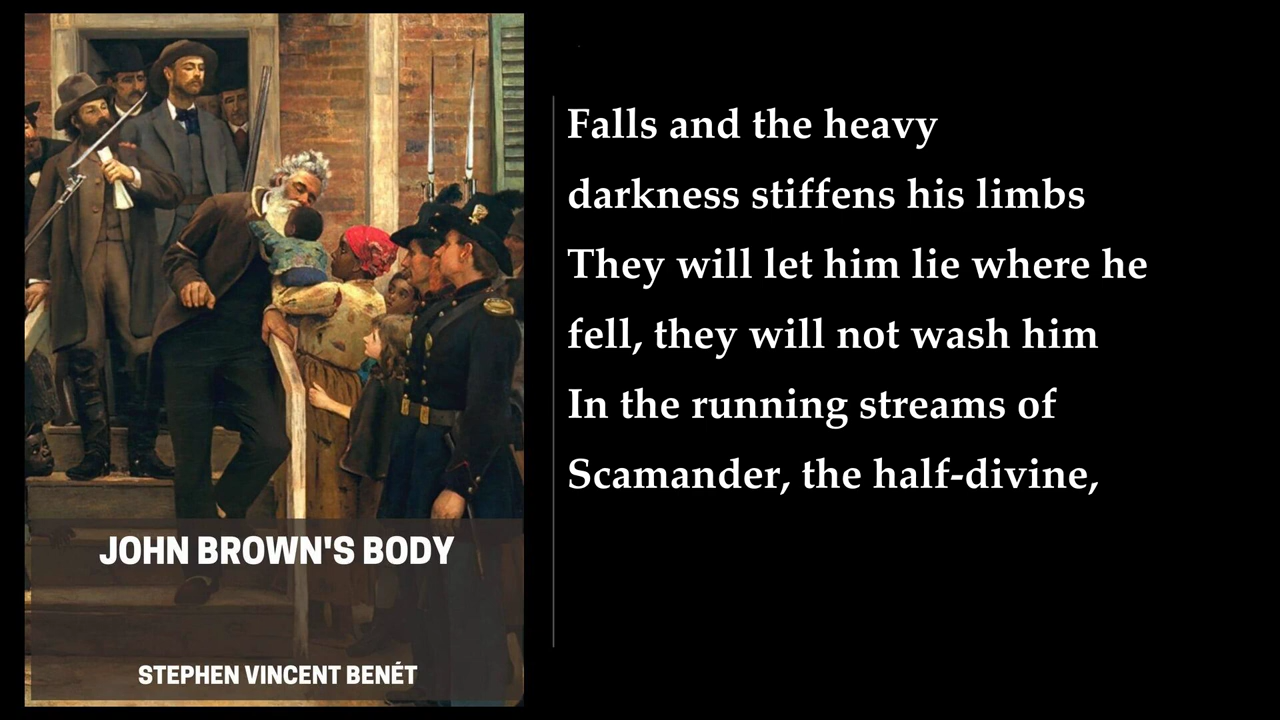 JOHN BROWN'S BODY
STEPHEN VINCENT BENÉT
Falls and the heavy
darkness stiffens his limbs
They will let him lie where he
fell, they will not wash him
In the running streams of
Scamander, the half-divine,